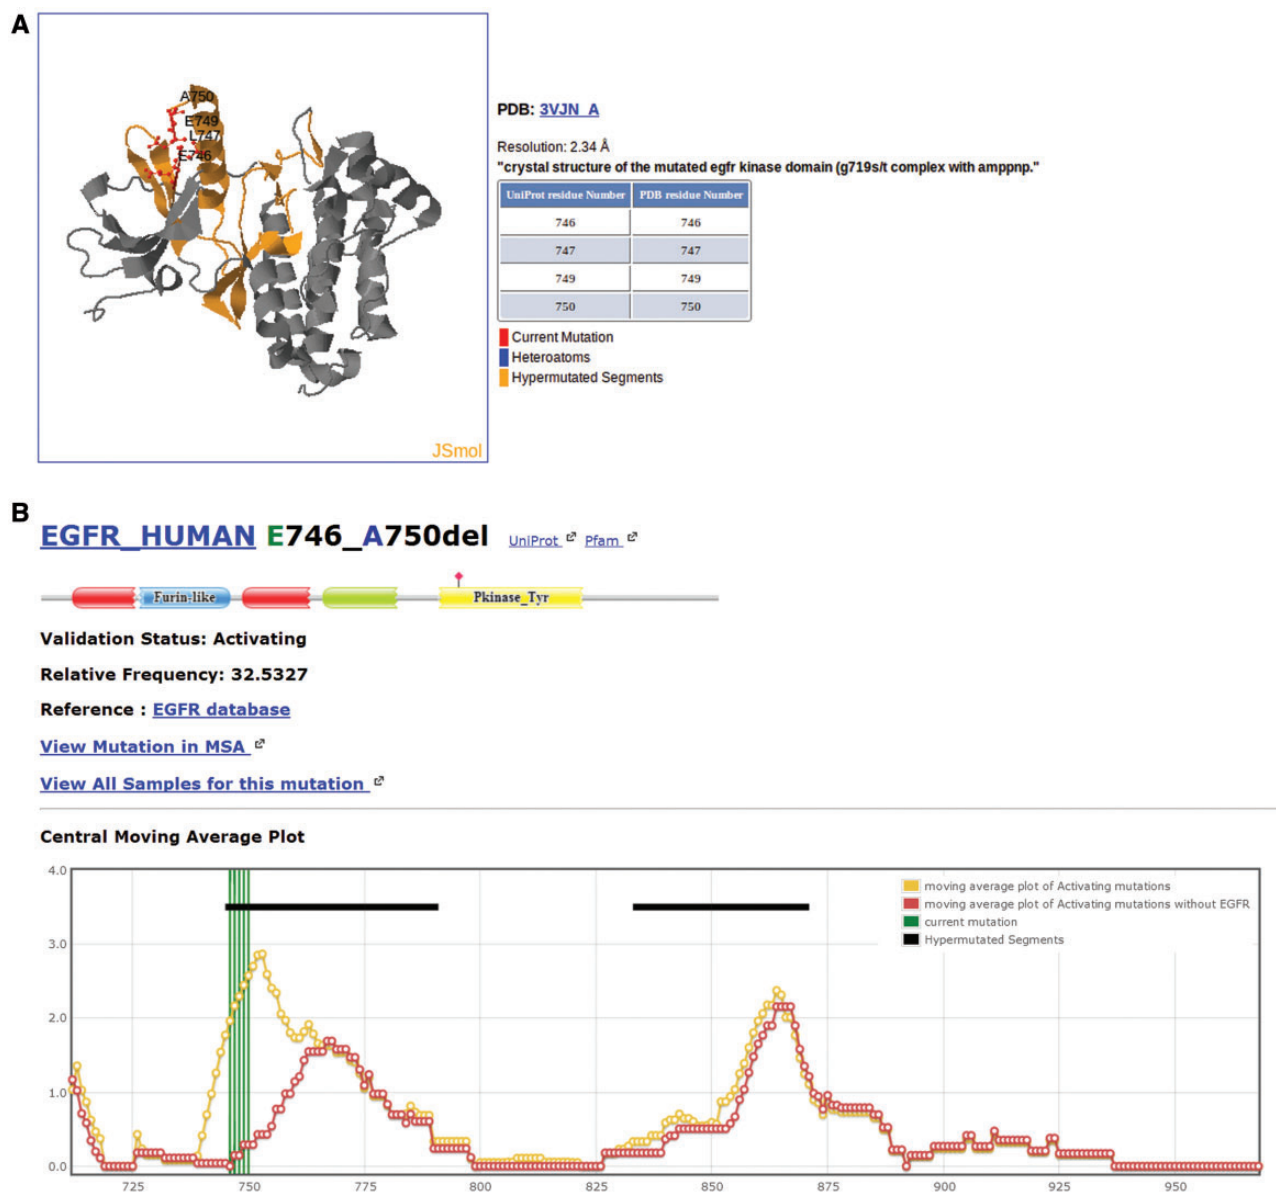 A
A750
E749
L747
E746
JSmol
PDB: 3VJN_A
Resolution: 2.34 Å
"crystal structure of the mutated egfr kinase domain (g719s/t complex with amppnp."
UniProt residue Number PDB residue Number
746 746
747 747
749 749
750 750
Current Mutation
Heteroatoms
Hypermutated Segments
B
EGFR_HUMAN E746_A750del UniProt Pfam
Furin-like Pkinase_Tyr
Validation Status: Activating
Relative Frequency: 32.5327
Reference : EGFR database
View Mutation in MSA
View All Samples for this mutation
Central Moving Average Plot
4.0
3.0
2.0
1.0
0.0
moving average plot of Activating mutations
moving average plot of Activating mutations without EGFR
current mutation
Hypermutated Segments
725 750 775 800 825 850 875 900 925 950